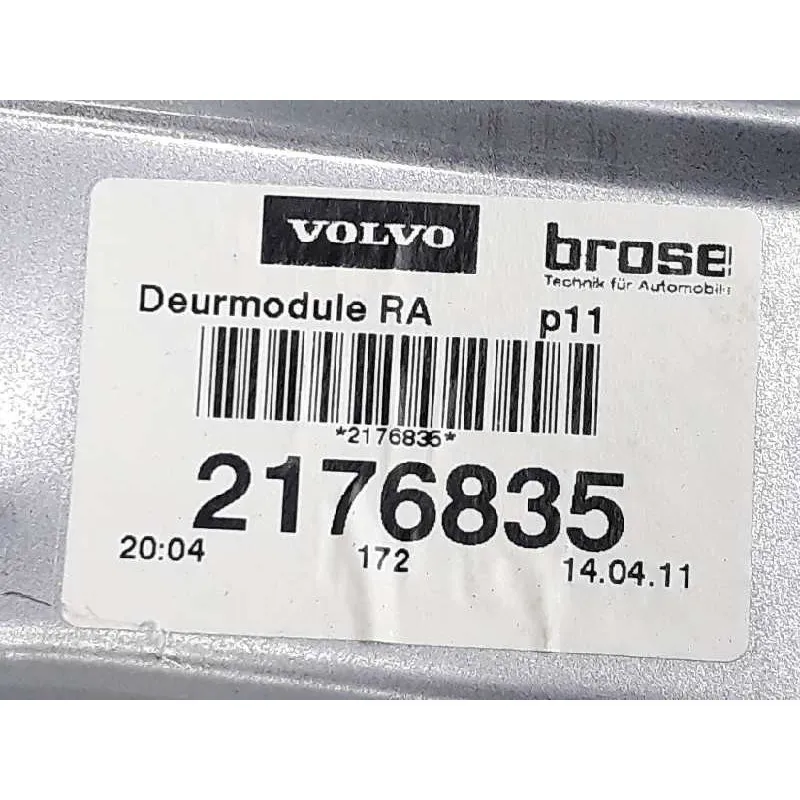 VOLVO
brose
Technik für Automobile
Deurmodule RA p11
*2176835*
2176835
20:04 172 14.04.11